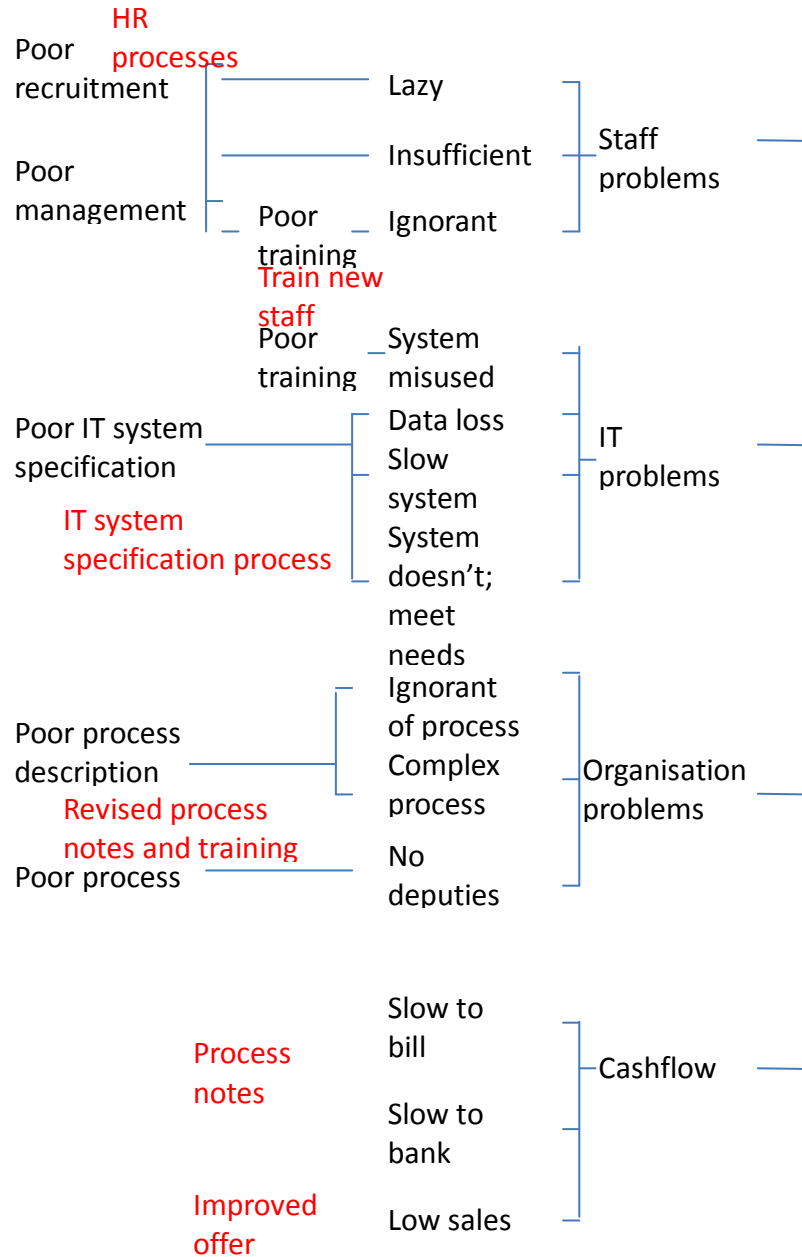 HR
processes
Poor
recruitment
Lazy
Insufficient
Staff
problems
Poor
management
Poor
training
Ignorant
Train new
staff
Poor
training
System
misused
Data loss
Poor IT system
specification
IT
problems
Slow
system
IT system
specification process
System
doesn't;
meet
needs
Ignorant
of process
Poor process
description
Complex
process
Organisation
problems
Revised process
notes and training
Poor process
No
deputies
Slow to
bill
Process
notes
Cashflow
Slow to
bank
Improved
offer
Low sales